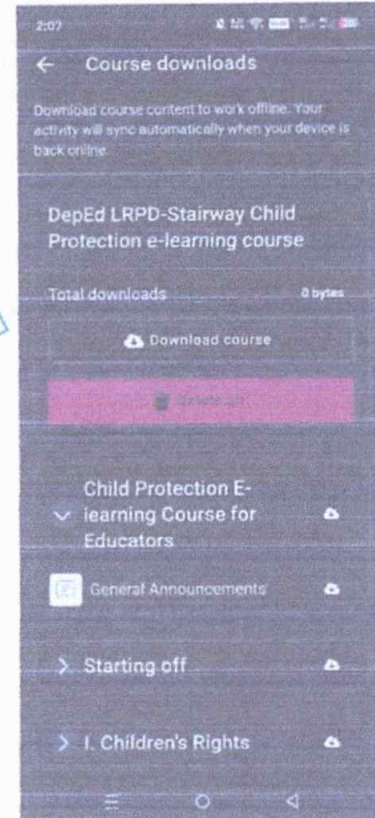 2:07
Course downloads
Download course content to work offline. Your
activity will sync automatically when your device is
back online.
DepEd LRPD-Stairway Child
Protection e-learning course
Total downloads
0 bytes
Download course
Delete all
Child Protection E-
learning Course for
Educators
General Announcements
Starting off
I. Children's Rights